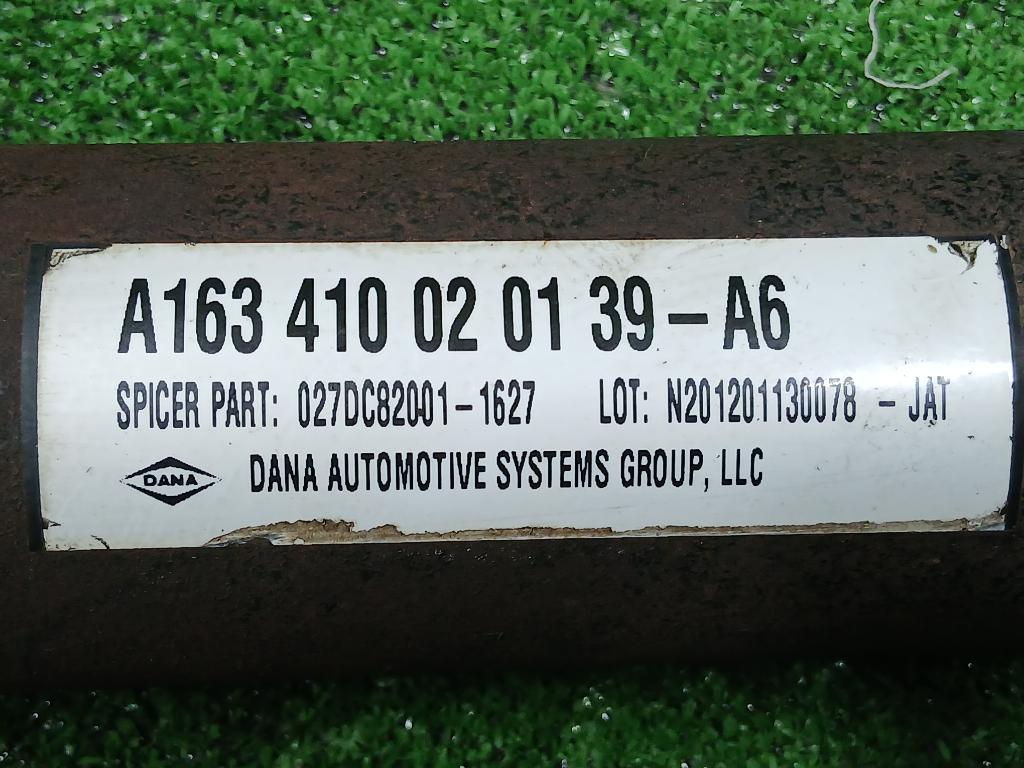 A163 410 02 01 39 – A6
SPICER PART: 027DC82001-1627 LOT: N201201130078 - JAT
DANA DANA AUTOMOTIVE SYSTEMS GROUP, LLC